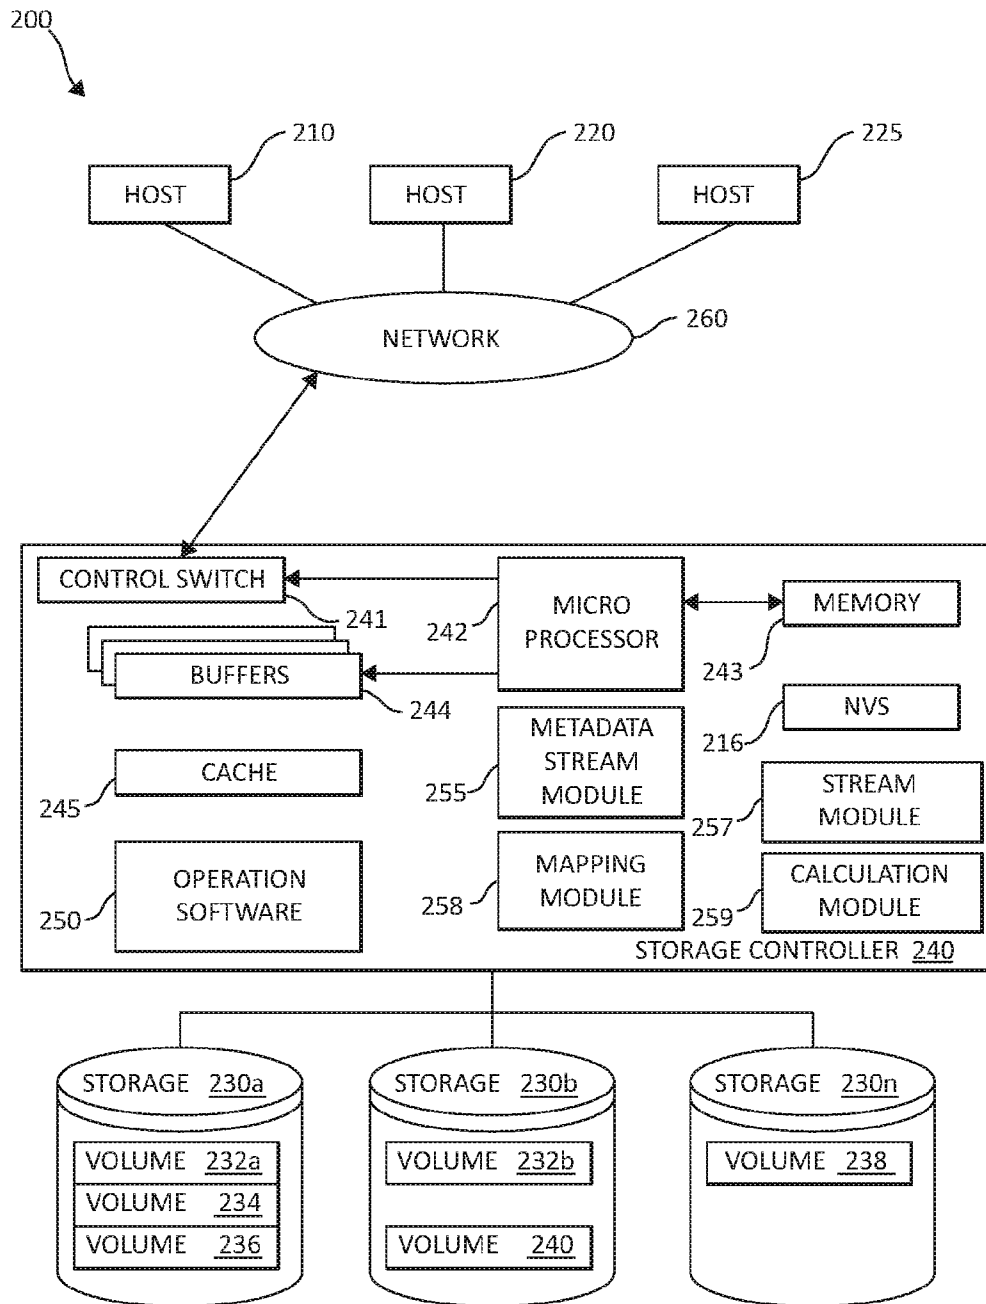 200
210
220
225
HOST
HOST
HOST
NETWORK
260
CONTROL SWITCH
241
MICRO
PROCESSOR
242
MEMORY
243
BUFFERS
244
NVS
216
METADATA
STREAM
MODULE
255
CACHE
245
STREAM
MODULE
257
OPERATION
SOFTWARE
250
MAPPING
MODULE
258
CALCULATION
MODULE
259
STORAGE CONTROLLER 240
STORAGE 230a
STORAGE 230b
STORAGE 230n
VOLUME 232a
VOLUME 234
VOLUME 236
VOLUME 232b
VOLUME 240
VOLUME 238